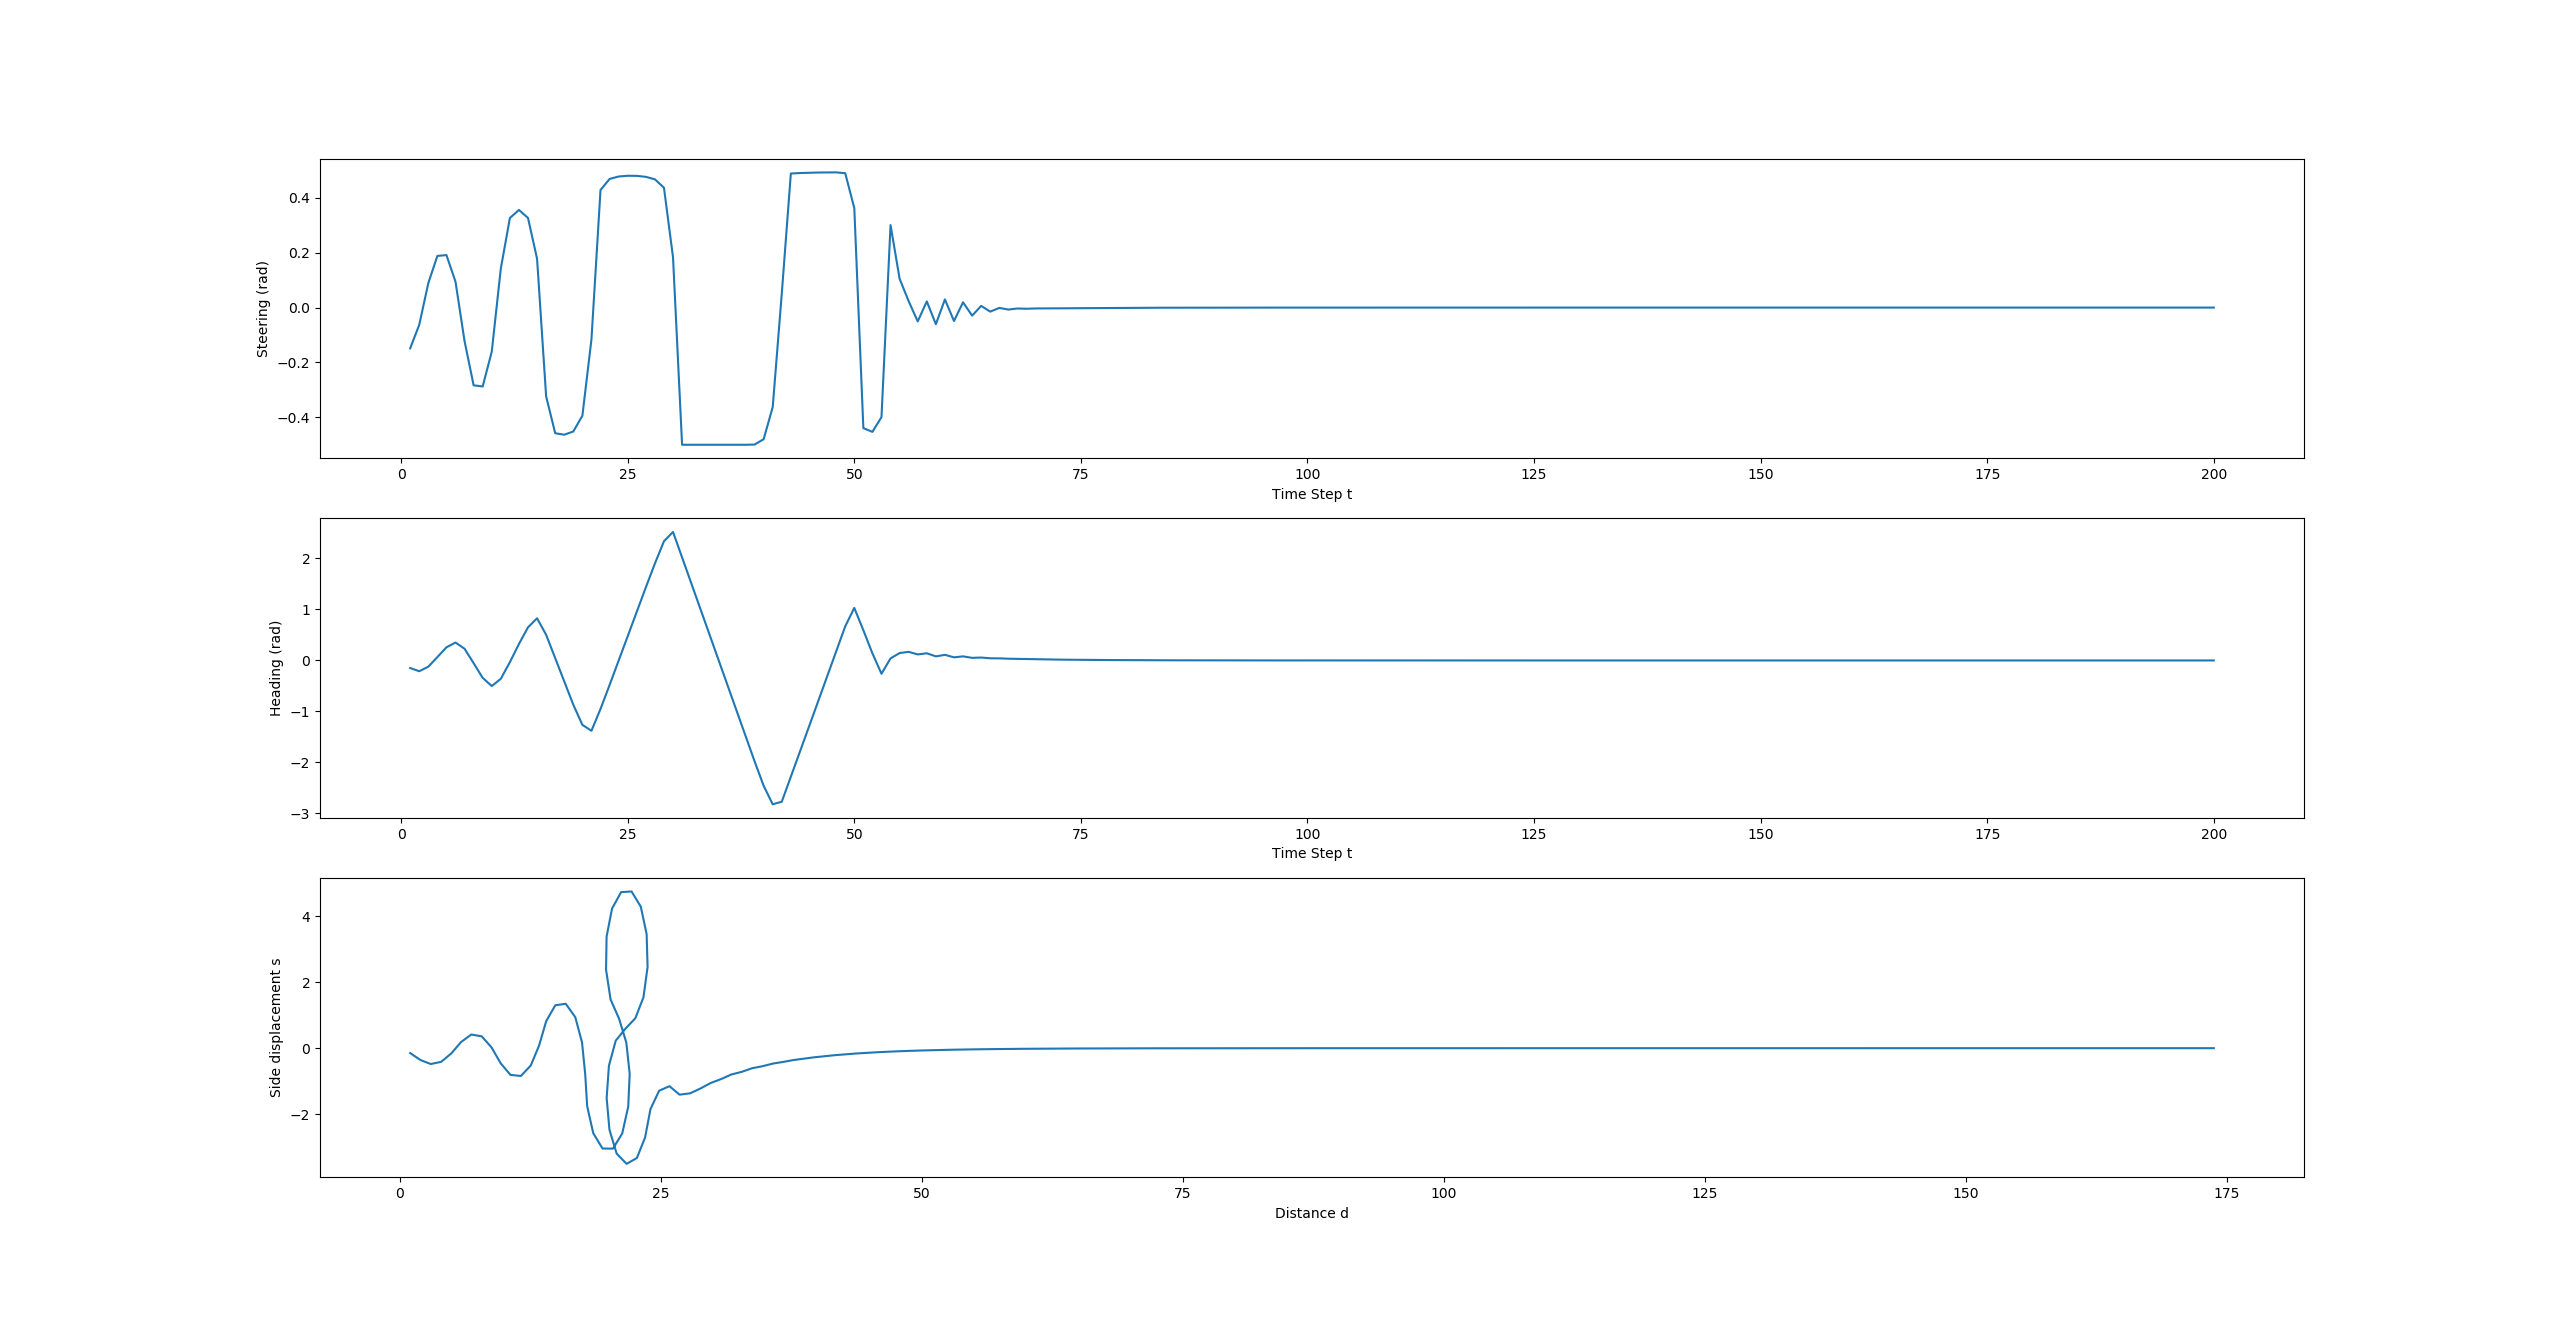 0.4
0.2
0.0
−0.2
−0.4
Steering (rad)
0 25 50 75 100 125 150 175 200
Time Step t
2
1
0
−1
−2
−3
Heading (rad)
0 25 50 75 100 125 150 175 200
Time Step t
4
2
0
−2
Side displacement s
0 25 50 75 100 125 150 175
Distance d